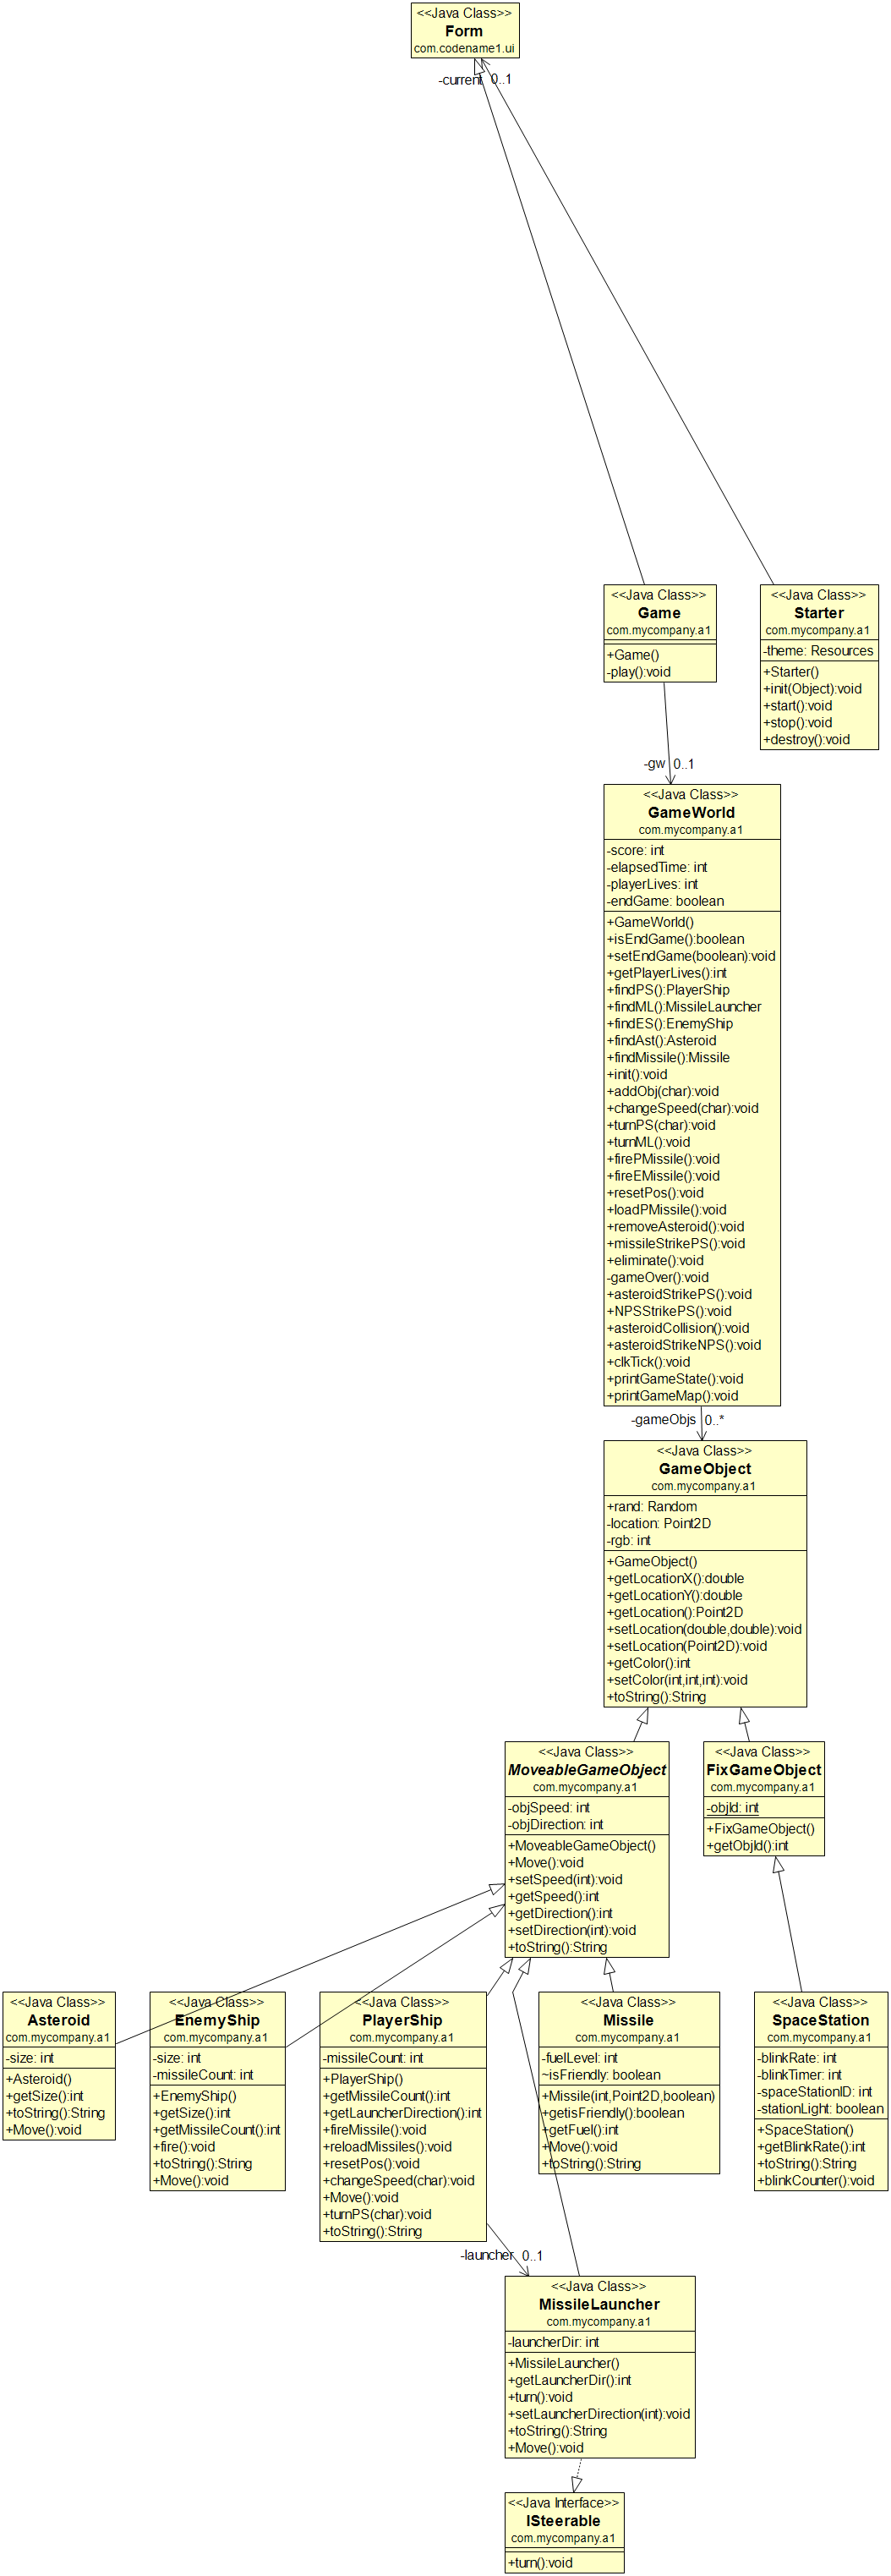 <<Java Class>>
Form
com.codename1.ui
-current 0..1
<<Java Class>>
Game
com.mycompany.a1
+Game()
-play():void
<<Java Class>>
Starter
com.mycompany.a1
-theme: Resources
+Starter()
+init(Object):void
+start():void
+stop():void
+destroy():void
-gw 0..1
<<Java Class>>
GameWorld
com.mycompany.a1
-score: int
-elapsedTime: int
-playerLives: int
-endGame: boolean
+GameWorld()
+isEndGame():boolean
+setEndGame(boolean):void
+getPlayerLives():int
+findPS():PlayerShip
+findML():MissileLauncher
+findES():EnemyShip
+findAst():Asteroid
+findMissile():Missile
+init():void
+addObj(char):void
+changeSpeed(char):void
+turnPS(char):void
+turnML():void
+firePMissile():void
+fireEMissile():void
+resetPos():void
+loadPMissile():void
+removeAsteroid():void
+missileStrikePS():void
+eliminate():void
-gameOver():void
+asteroidStrikePS():void
+NPSStrikePS():void
+asteroidCollision():void
+asteroidStrikeNPS():void
+clkTick():void
+printGameState():void
+printGameMap():void
-gameObjs 0..*
<<Java Class>>
GameObject
com.mycompany.a1
+rand: Random
-location: Point2D
-rgb: int
+GameObject()
+getLocationX():double
+getLocationY():double
+getLocation():Point2D
+setLocation(double,double):void
+setLocation(Point2D):void
+getColor():int
+setColor(int,int,int):void
+toString():String
<<Java Class>>
MoveableGameObject
com.mycompany.a1
-objSpeed: int
-objDirection: int
+MoveableGameObject()
+Move():void
+setSpeed(int):void
+getSpeed():int
+getDirection():int
+setDirection(int):void
+toString():String
<<Java Class>>
FixGameObject
com.mycompany.a1
-objId: int
+FixGameObject()
+getObjId():int
<<Java Class>>
Asteroid
com.mycompany.a1
-size: int
+Asteroid()
+getSize():int
+toString():String
+Move():void
<<Java Class>>
EnemyShip
com.mycompany.a1
-size: int
-missileCount: int
+EnemyShip()
+getSize():int
+getMissileCount():int
+fire():void
+toString():String
+Move():void
<<Java Class>>
PlayerShip
com.mycompany.a1
-missileCount: int
+PlayerShip()
+getMissileCount():int
+getLauncherDirection():int
+fireMissile():void
+reloadMissiles():void
+resetPos():void
+changeSpeed(char):void
+Move():void
+turnPS(char):void
+toString():String
<<Java Class>>
Missile
com.mycompany.a1
-fuelLevel: int
~isFriendly: boolean
+Missile(int,Point2D,boolean)
+getisFriendly():boolean
+getFuel():int
+Move():void
+toString():String
<<Java Class>>
SpaceStation
com.mycompany.a1
-blinkRate: int
-blinkTimer: int
-spaceStationID: int
-stationLight: boolean
+SpaceStation()
+getBlinkRate():int
+toString():String
+blinkCounter():void
-launcher 0..1
<<Java Class>>
MissileLauncher
com.mycompany.a1
-launcherDir: int
+MissileLauncher()
+getLauncherDir():int
+turn():void
+setLauncherDirection(int):void
+toString():String
+Move():void
<<Java Interface>>
ISteerable
com.mycompany.a1
+turn():void